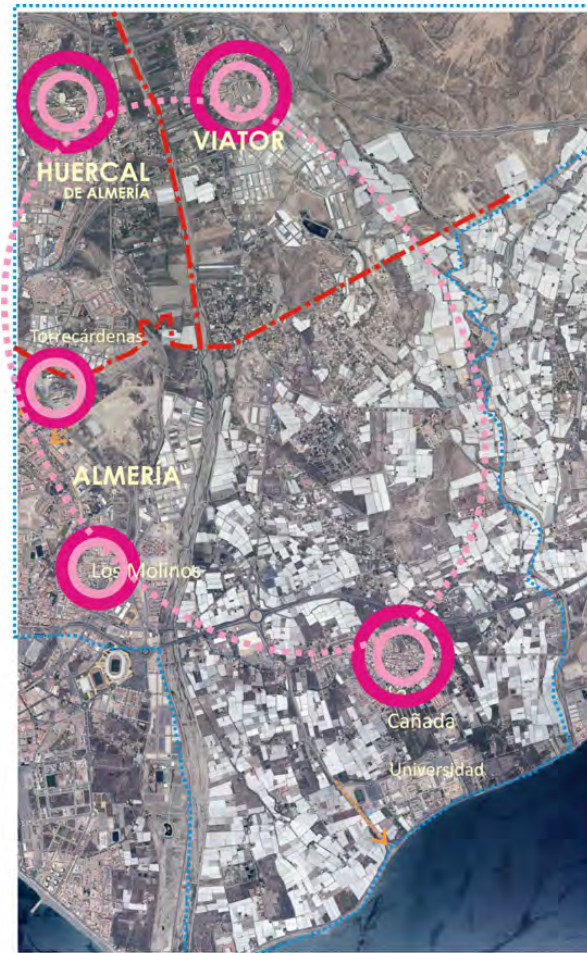 VIATOR
HUERCAL
DE ALMERÍA
Torrecárdenas
ALMERÍA
Los Molinos
Cañada
Universidad